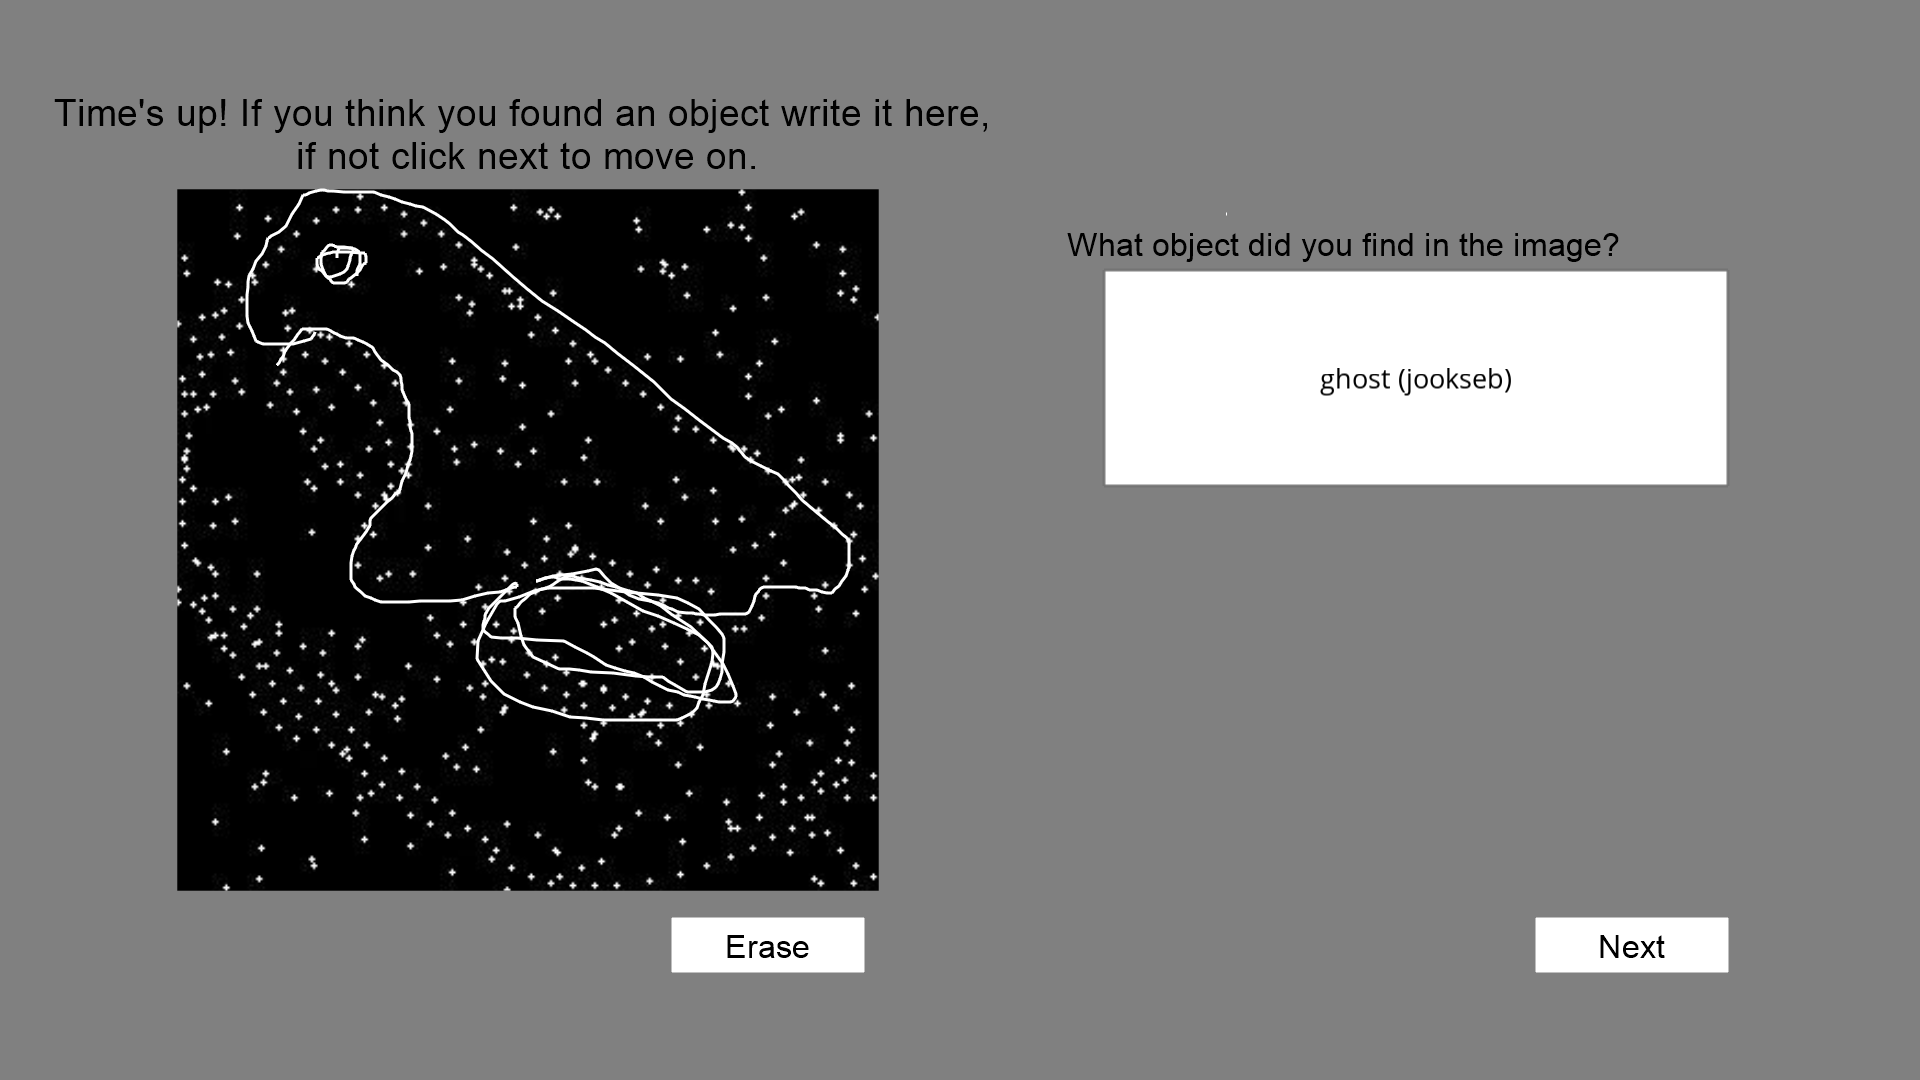 Time's up! If you think you found an object write it here,
if not click next to move on.
What object did you find in the image?
ghost (jookseb)
Erase
Next